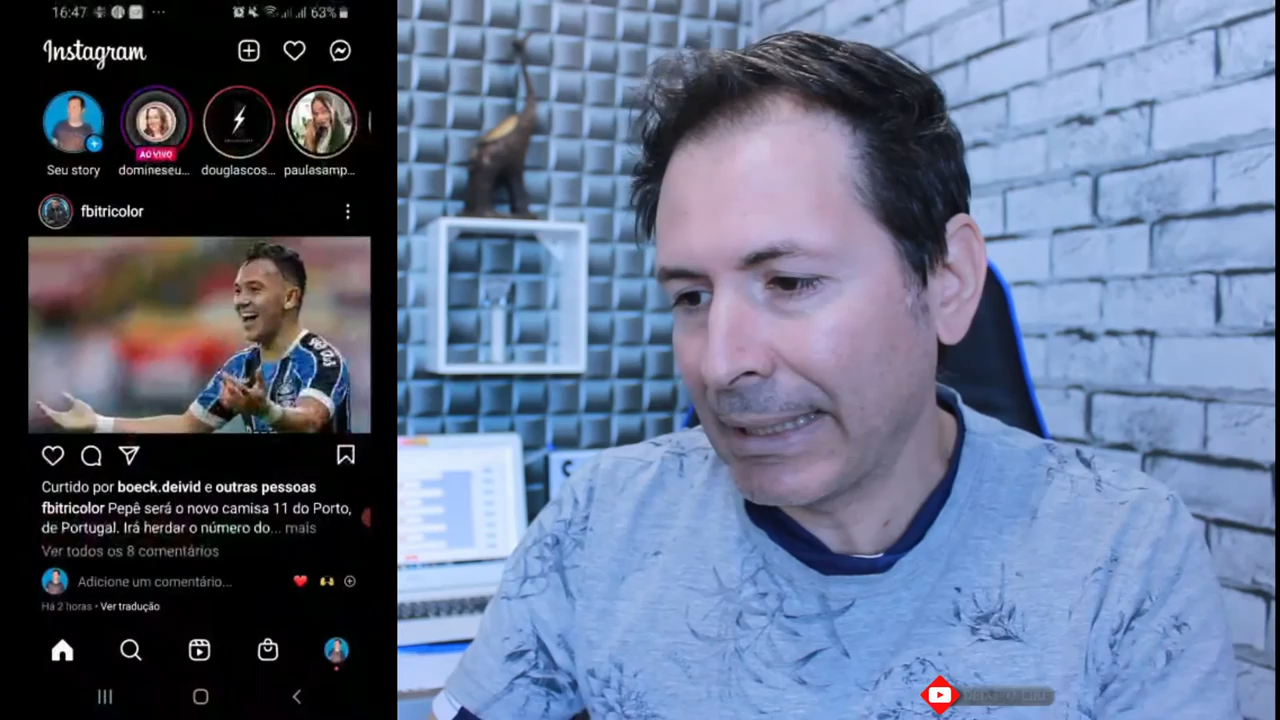 16:47
63%
Instagram
AO VIVO
Seu story
domineseu...
douglascos...
paulasamp...
fbitricolor
Curtido por boeck.deivid e outras pessoas
fbitricolor Pepê será o novo camisa 11 do Porto,
de Portugal. Irá herdar o número do... mais
Ver todos os 8 comentários
Adicione um comentário...
Há 2 horas • Ver tradução